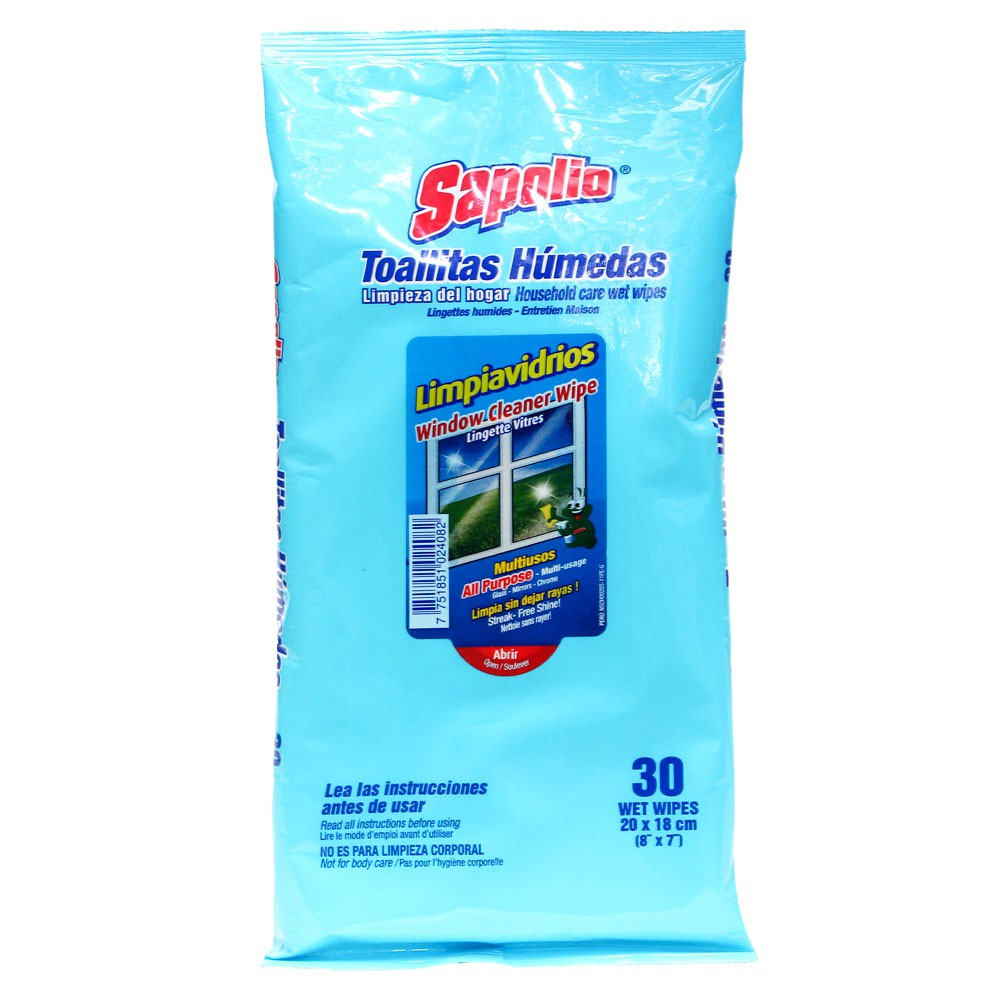 Sapolio®
Toallitas Húmedas
Limpieza del hogar Household care wet wipes
Lingettes humides - Entretien Maison
Limpiavidrios
Window Cleaner Wipe
Lingette Vitres
Multiusos
All Purpose - Multi-usage
Glass - Mirrors - Chrome
Limpia sin dejar rayas !
Streak- Free Shine!
Nettoie sans rayer!
7 751851 024082
Abrir
Open / Soulever
Lea las instrucciones
antes de usar
Read all instructions before using
Lire le mode d'emploi avant d'utiliser
NO ES PARA LIMPIEZA CORPORAL
Not for body care / Pas pour l'hygiène corporelle
30
WET WIPES
20 x 18 cm
(8" x 7")